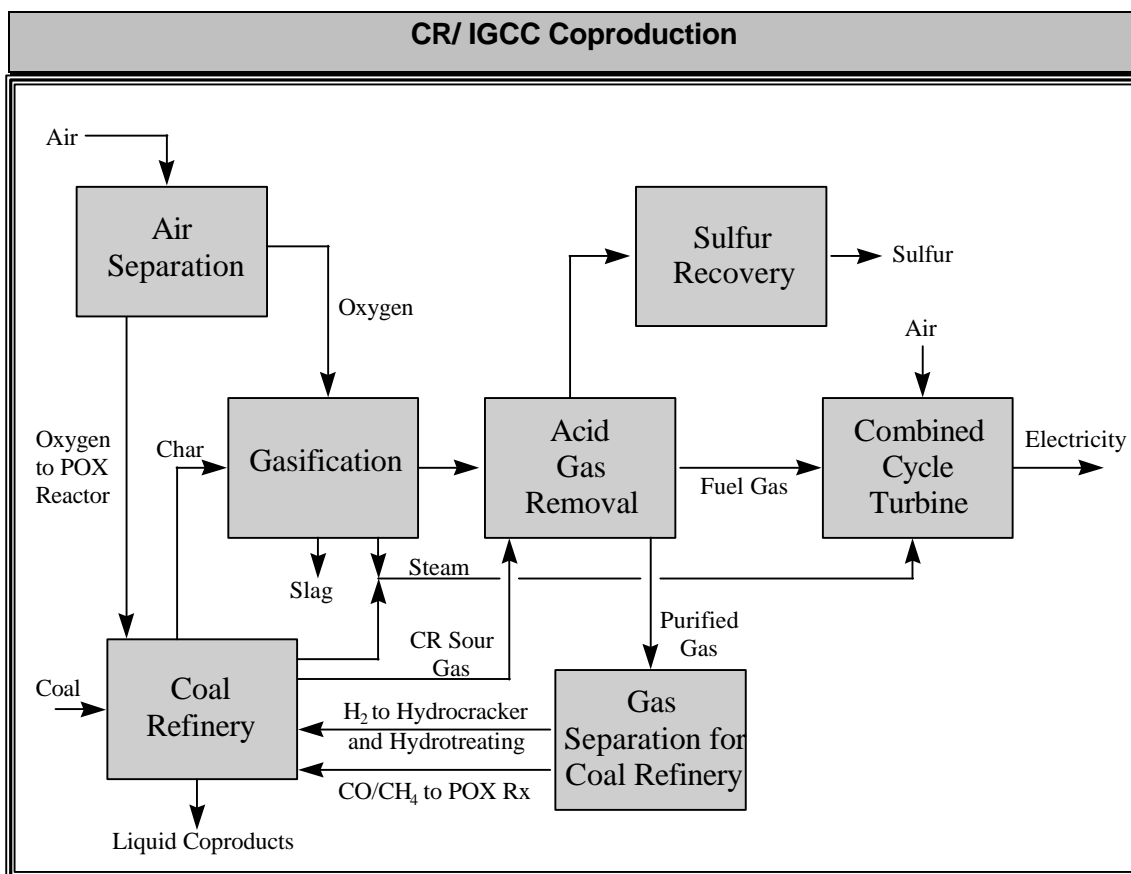 CR/ IGCC Coproduction
Air
Air
Separation
Oxygen
Sulfur
Recovery
Sulfur
Air
Oxygen
to POX
Reactor
Char
Gasification
Acid
Gas
Removal
Fuel Gas
Combined
Cycle
Turbine
Electricity
Slag
Steam
CR Sour
Gas
Purified
Gas
Coal
Coal
Refinery
H₂ to Hydrocracker
and Hydrotreating
CO/CH₄ to POX Rx
Gas
Separation for
Coal Refinery
Liquid Coproducts